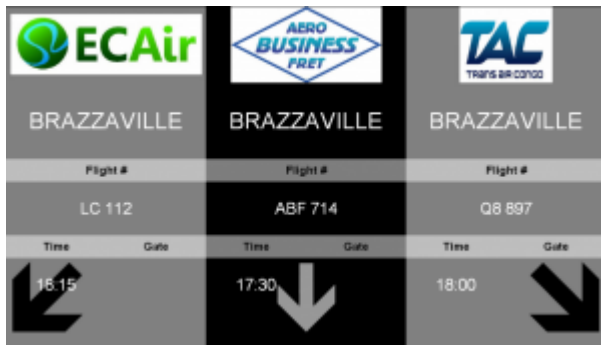 ECAir
AERO
BUSINESS
FRET
TAC
TRANS AIR CONGO
BRAZZAVILLE BRAZZAVILLE BRAZZAVILLE
Flight # Flight # Flight #
LC 112 ABF 714 Q8 897
Time Gate Time Gate Time Gate
16:15 17:30 18:00